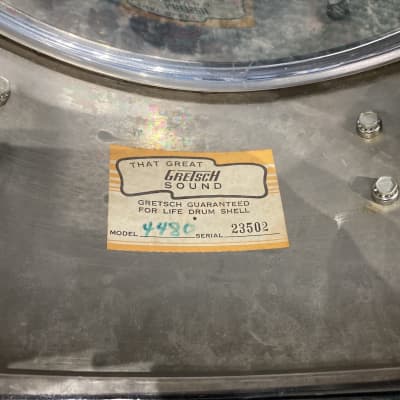 THAT GREAT
GRETSCH
SOUND
GRETSCH GUARANTEED
FOR LIFE DRUM SHELL
MODEL 4480 SERIAL 23502